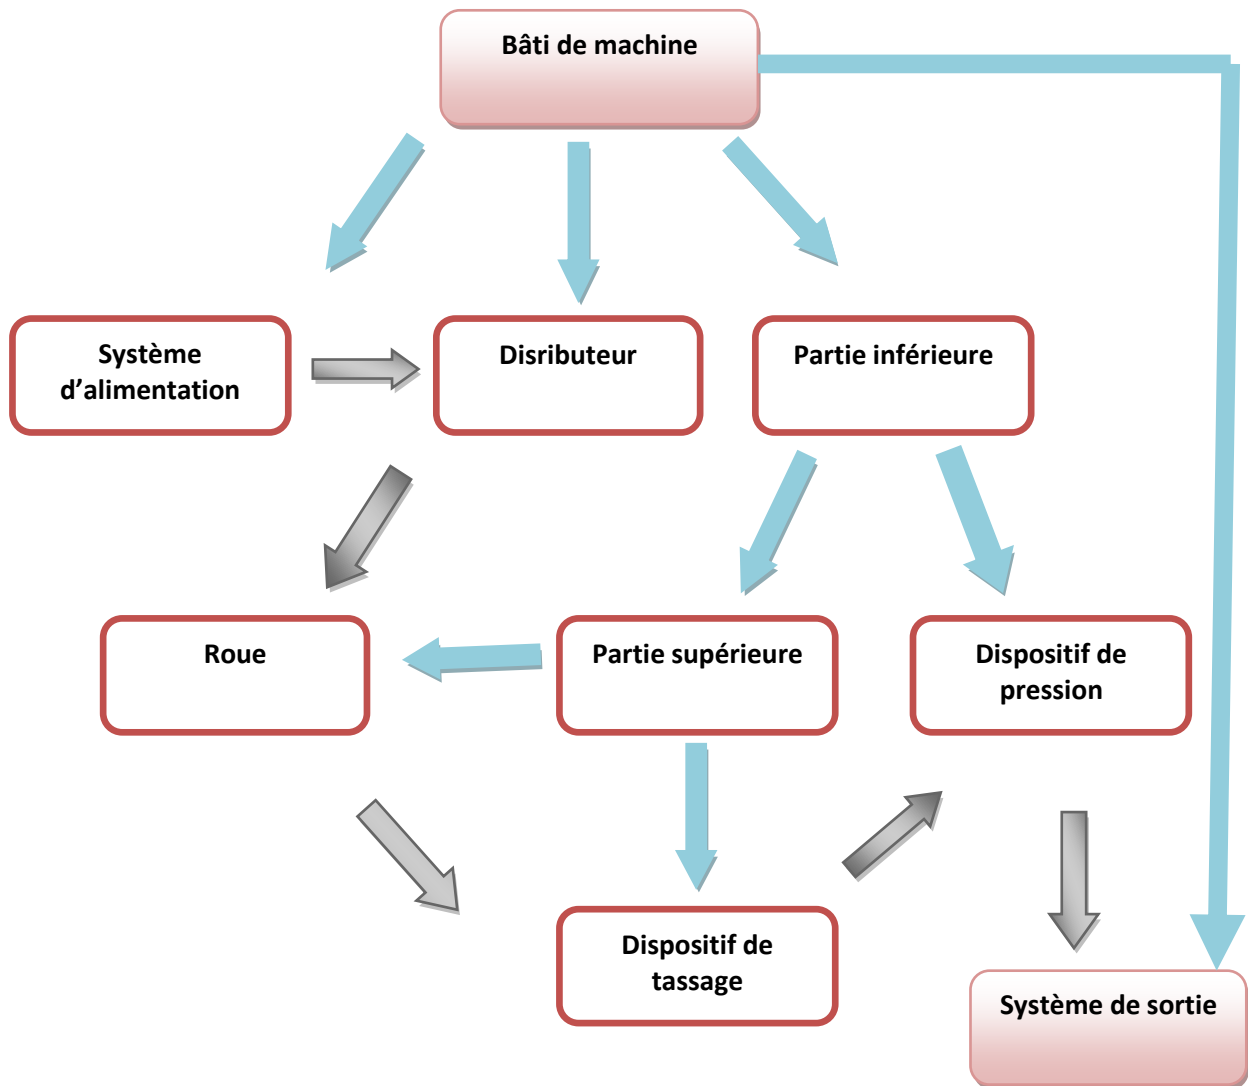 Bâti de machine
Système
d’alimentation
Disributeur
Partie inférieure
Roue
Partie supérieure
Dispositif de
pression
Dispositif de
tassage
Système de sortie